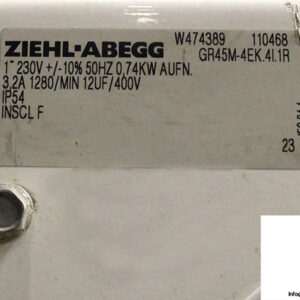 ZIEHL-ABEGG W474389 110468
GR45M-4EK.4I.1R
1~ 230V +/-10% 50HZ 0,74KW AUFN.
3,2A 1280/MIN 12UF/400V
IP54
INSCL F
23